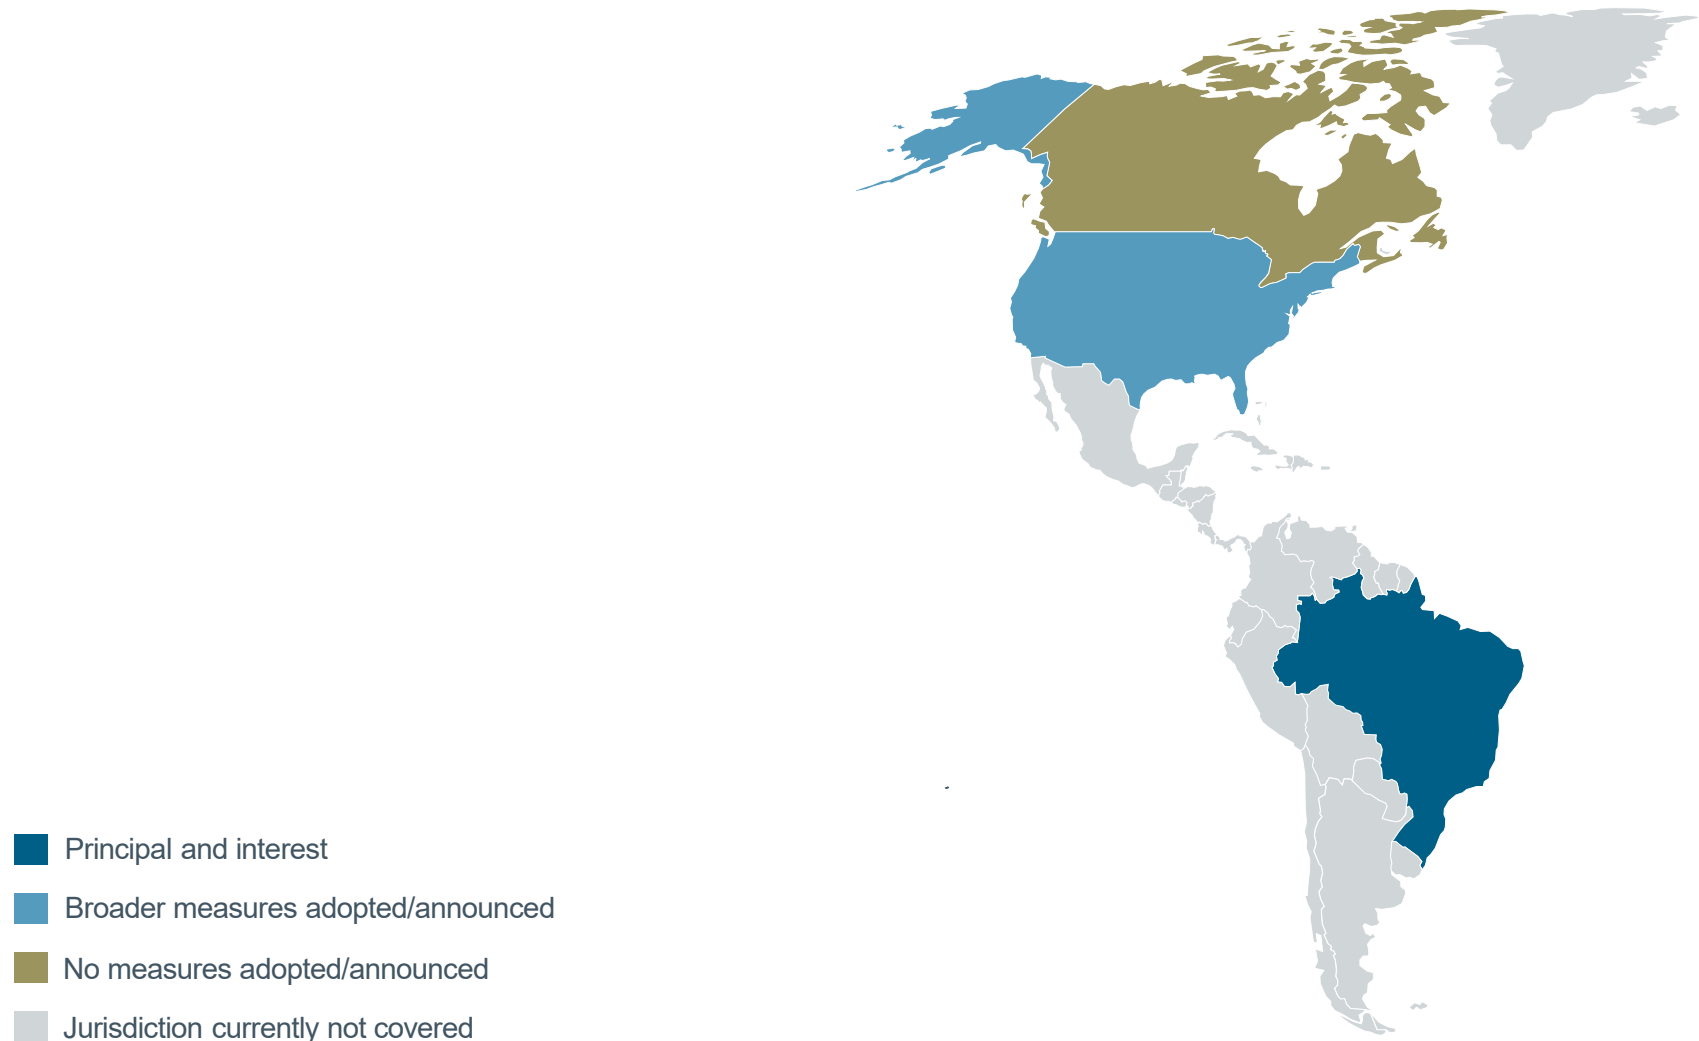 Principal and interest
Broader measures adopted/announced
No measures adopted/announced
Jurisdiction currently not covered